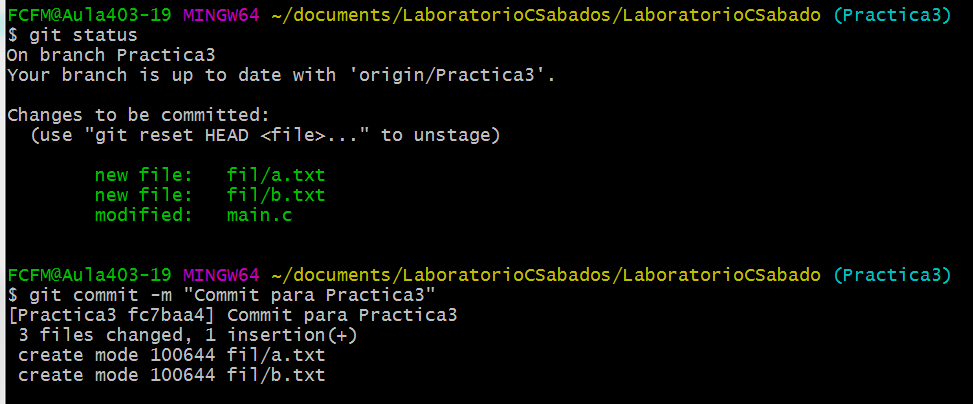 FCFM@Aula403-19 MINGW64 ~/documents/LaboratorioCSabados/LaboratorioCSabado (Practica3)
$ git status
On branch Practica3
Your branch is up to date with 'origin/Practica3'.
Changes to be committed:
(use "git reset HEAD <file>..." to unstage)
new file: fil/a.txt
new file: fil/b.txt
modified: main.c
FCFM@Aula403-19 MINGW64 ~/documents/LaboratorioCSabados/LaboratorioCSabado (Practica3)
$ git commit -m "Commit para Practica3"
[Practica3 fc7baa4] Commit para Practica3
3 files changed, 1 insertion(+)
create mode 100644 fil/a.txt
create mode 100644 fil/b.txt